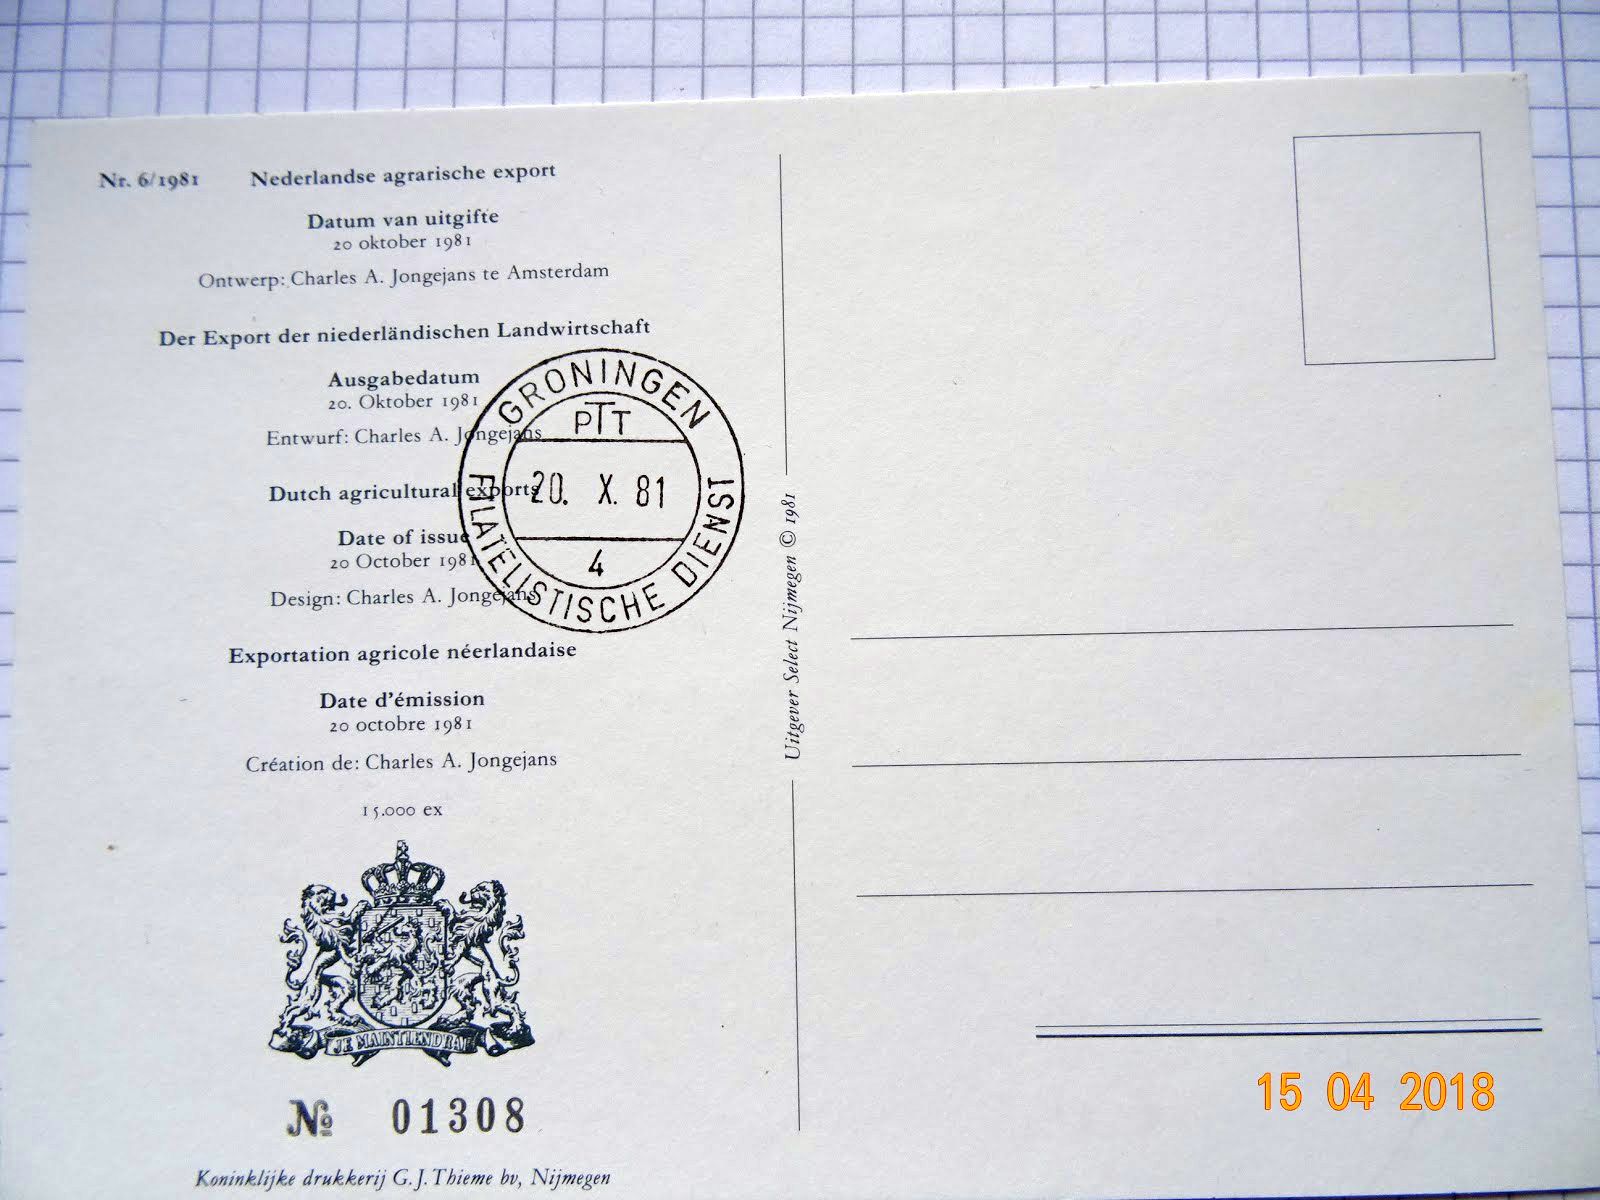 Nr. 6/1981 Nederlandse agrarische export
Datum van uitgifte
20 oktober 1981
Ontwerp: Charles A. Jongejans te Amsterdam
Der Export der niederländischen Landwirtschaft
Ausgabedatum
20. Oktober 1981
Entwurf: Charles A. Jongejans
Dutch agricultural exports
Date of issue
20 October 1981
Design: Charles A. Jongejans
Exportation agricole néerlandaise
Date d'émission
20 octobre 1981
Création de: Charles A. Jongejans
15.000 ex
JE MAINTIENDRAI
№ 01308
Koninklijke drukkerij G.J. Thieme bv, Nijmegen
GRONINGEN
PTT
20. X. 81
4
FILATELISTISCHE DIENST
Uitgever Select Nijmegen © 1981
15 04 2018